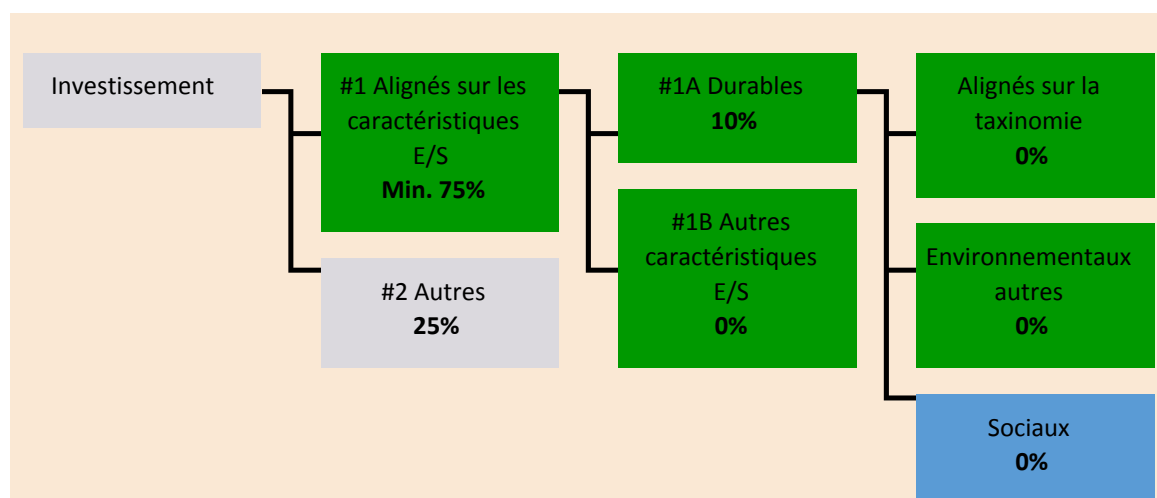 Investissement
#1 Alignés sur les
caractéristiques
E/S
Min. 75%
#2 Autres
25%
#1A Durables
10%
#1B Autres
caractéristiques
E/S
0%
Alignés sur la
taxinomie
0%
Environnementaux
autres
0%
Sociaux
0%